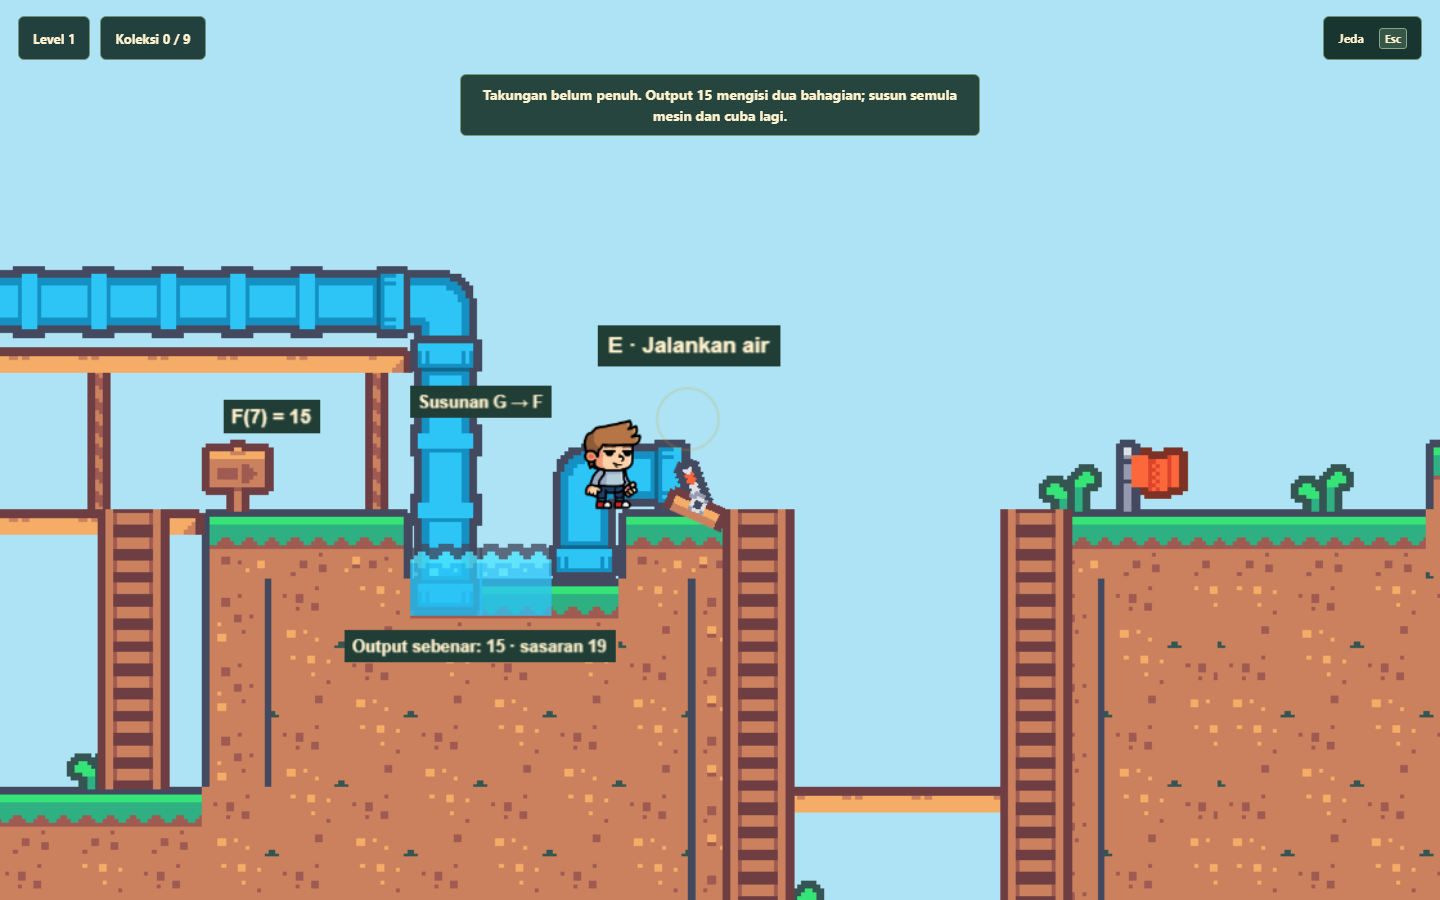 Level 1
Koleksi 0 / 9
Jeda Esc
Takungan belum penuh. Output 15 mengisi dua bahagian; susun semula
mesin dan cuba lagi.
E · Jalankan air
Susunan G → F
F(7) = 15
Output sebenar: 15 · sasaran 19